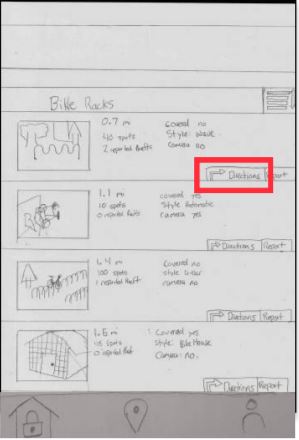 Bike Racks
0.7 mi
40 spots
2 reported thefts
covered no
Style: wave
Camera no
Directions Report
1.1 mi
10 spots
0 reported thefts
covered yes
Style Automatic
camera yes
Directions Report
1.4 mi
100 spots
1 reported theft
Covered no
style
camera no
Directions Report
1.6 mi
115 spots
0 reported theft
Covered yes
Style: Bike House
Camera: no.
Directions Report